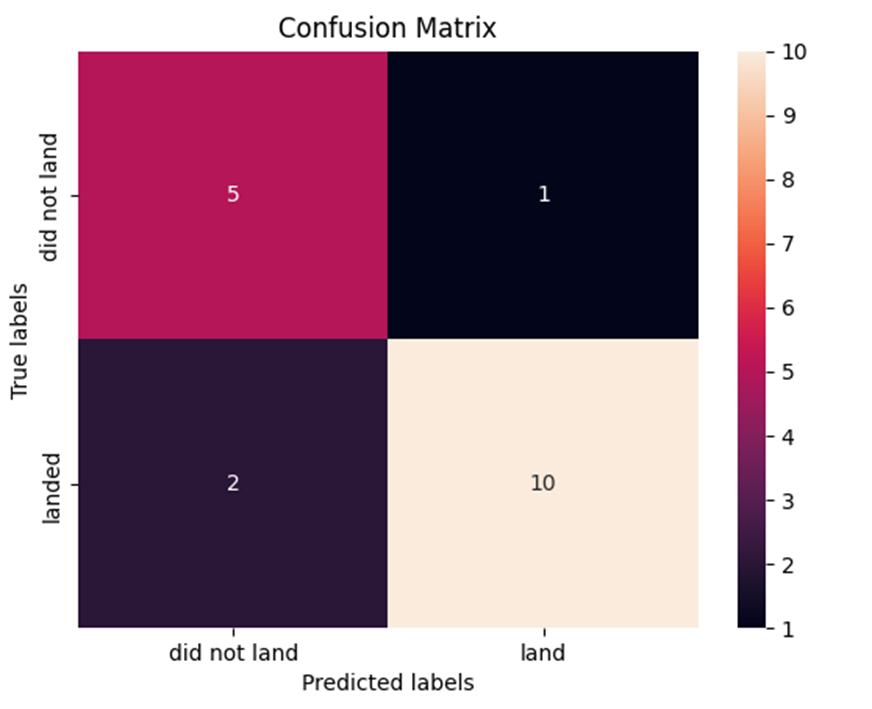 Confusion Matrix
True labels
did not land
landed
5
1
2
10
did not land
land
Predicted labels
10
9
8
7
6
5
4
3
2
1